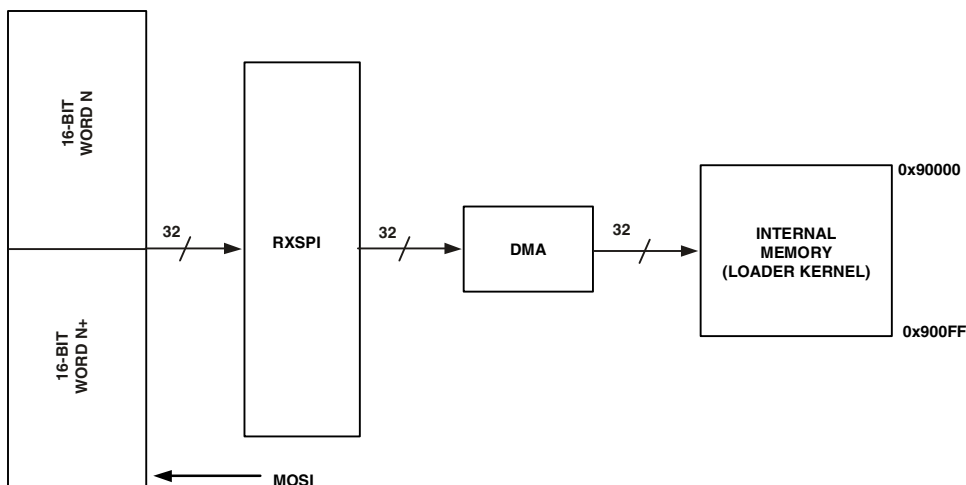 16-BIT
WORD N
16-BIT
WORD N+
MOSI
32
RXSPI
32
DMA
32
INTERNAL
MEMORY
(LOADER KERNEL)
0x90000
0x900FF